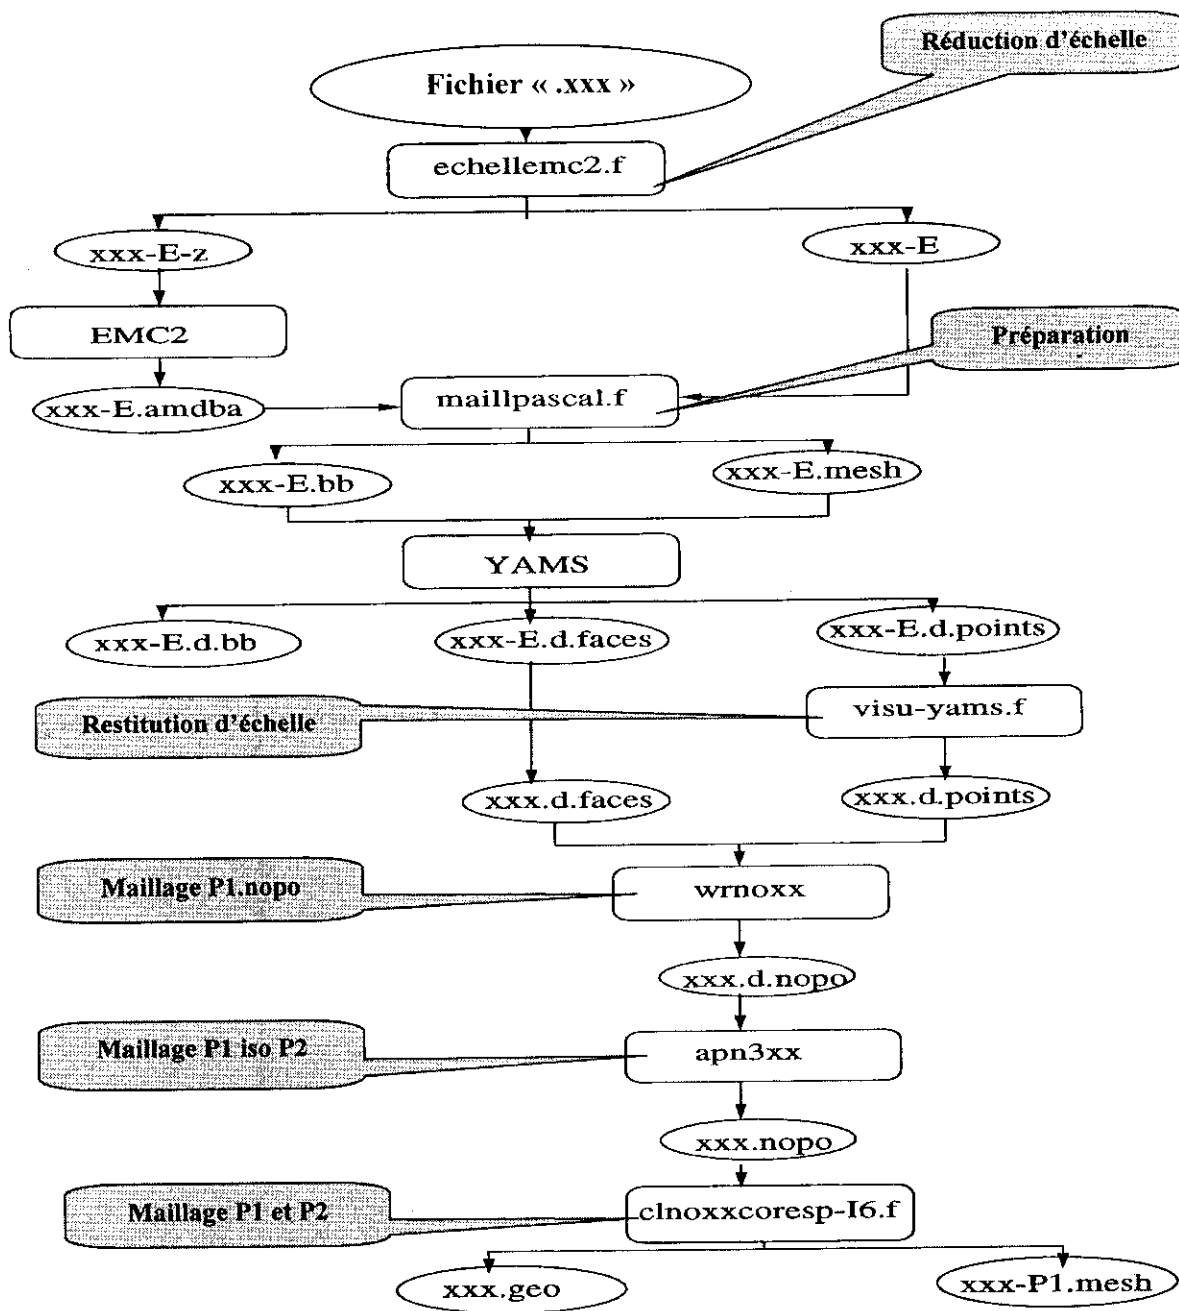 Réduction d'échelle
Fichier « .xxx »
echellemc2.f
xxx-E-z
xxx-E
EMC2
Préparation
xxx-E.amdba
maillpascal.f
xxx-E.bb
xxx-E.mesh
YAMS
xxx-E.d.bb
xxx-E.d.faces
xxx-E.d.points
Restitution d'échelle
visu-yams.f
xxx.d.faces
xxx.d.points
Maillage P1.nopo
wrnoxx
xxx.d.nopo
Maillage P1 iso P2
apn3xx
xxx.nopo
Maillage P1 et P2
clnoxxcoresp-I6.f
xxx.geo
xxx-P1.mesh